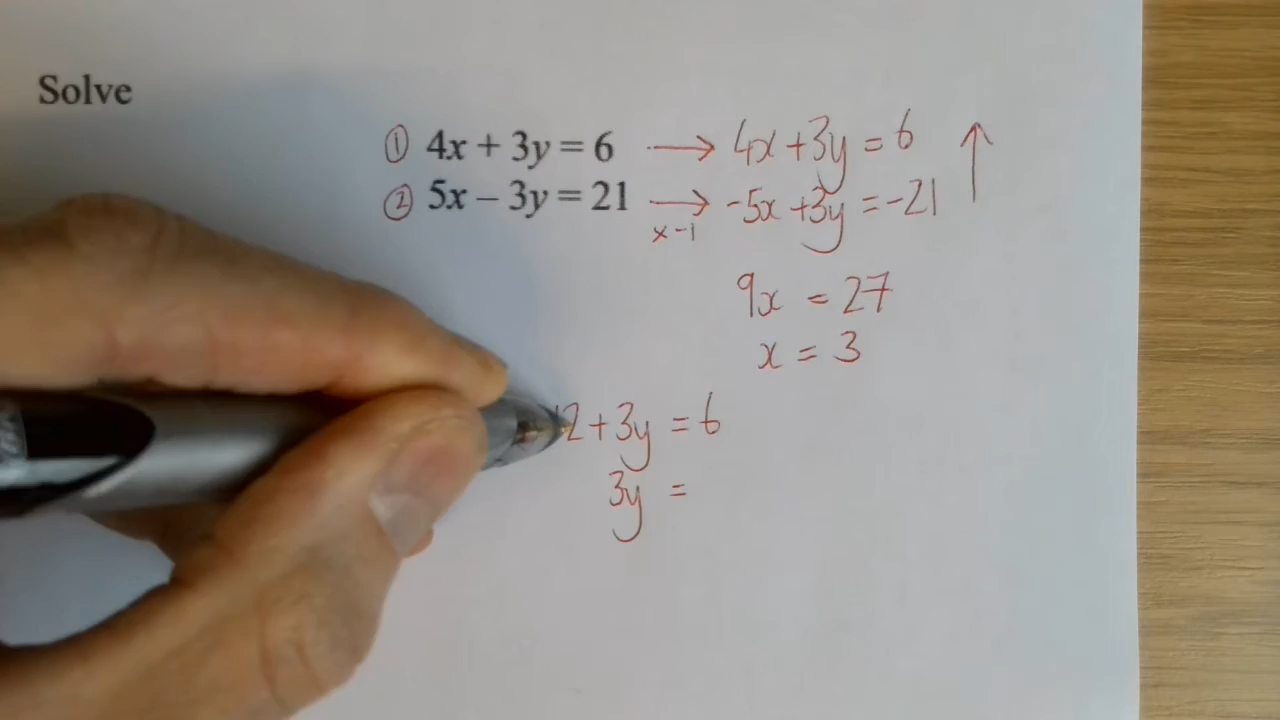 Solve
① 4x + 3y = 6 → 4x + 3y = 6 ↑
② 5x – 3y = 21 → x -1 -5x + 3y = -21
9x = 27
x = 3
12 + 3y = 6
3y =